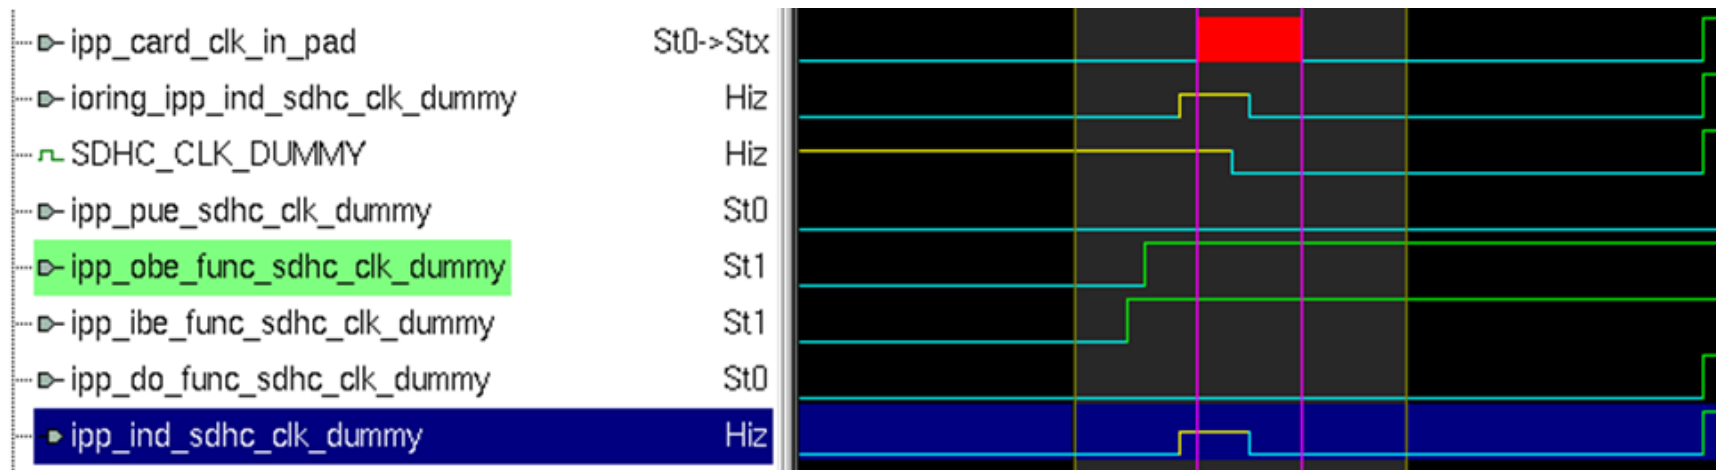 ipp_card_clk_in_pad St0->Stx
ioring_ipp_ind_sdhc_clk_dummy Hiz
SDHC_CLK_DUMMY Hiz
ipp_pue_sdhc_clk_dummy St0
ipp_obe_func_sdhc_clk_dummy St1
ipp_ibe_func_sdhc_clk_dummy St1
ipp_do_func_sdhc_clk_dummy St0
ipp_ind_sdhc_clk_dummy Hiz